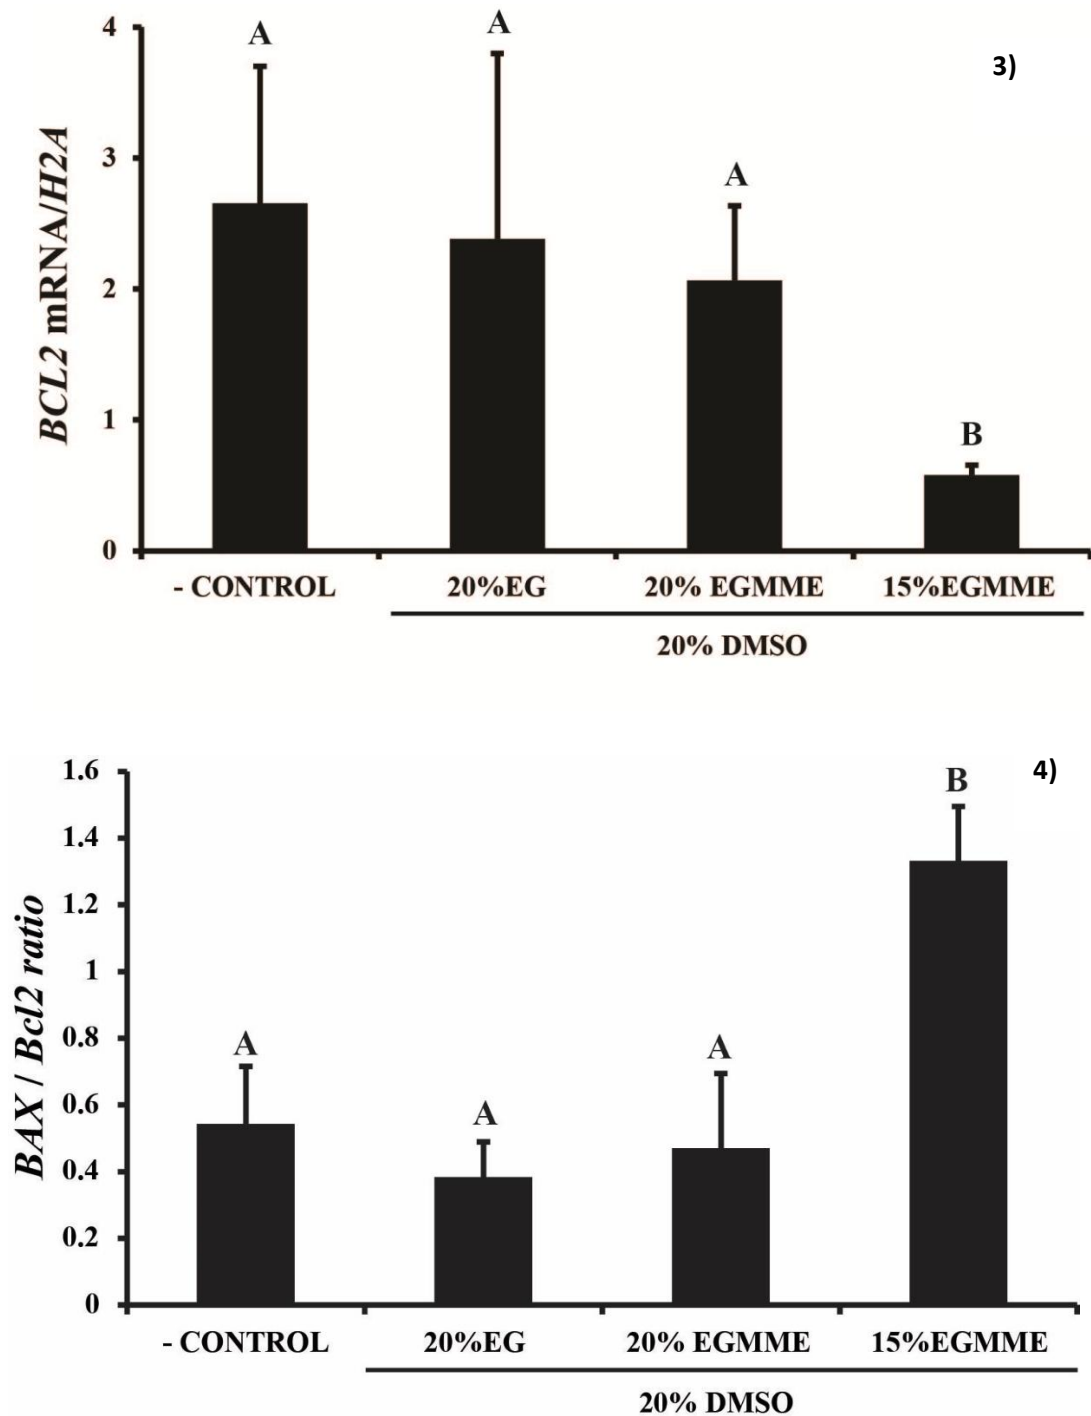 4
A
A
3)
3
A
BCL2 mRNA/H2A
2
1
B
0
- CONTROL 20%EG 20% EGMME 15%EGMME
20% DMSO
1.6
B
4)
1.4
1.2
BAX / Bcl2 ratio
1
0.8
A
A
0.6
A
0.4
0.2
0
- CONTROL 20%EG 20% EGMME 15%EGMME
20% DMSO